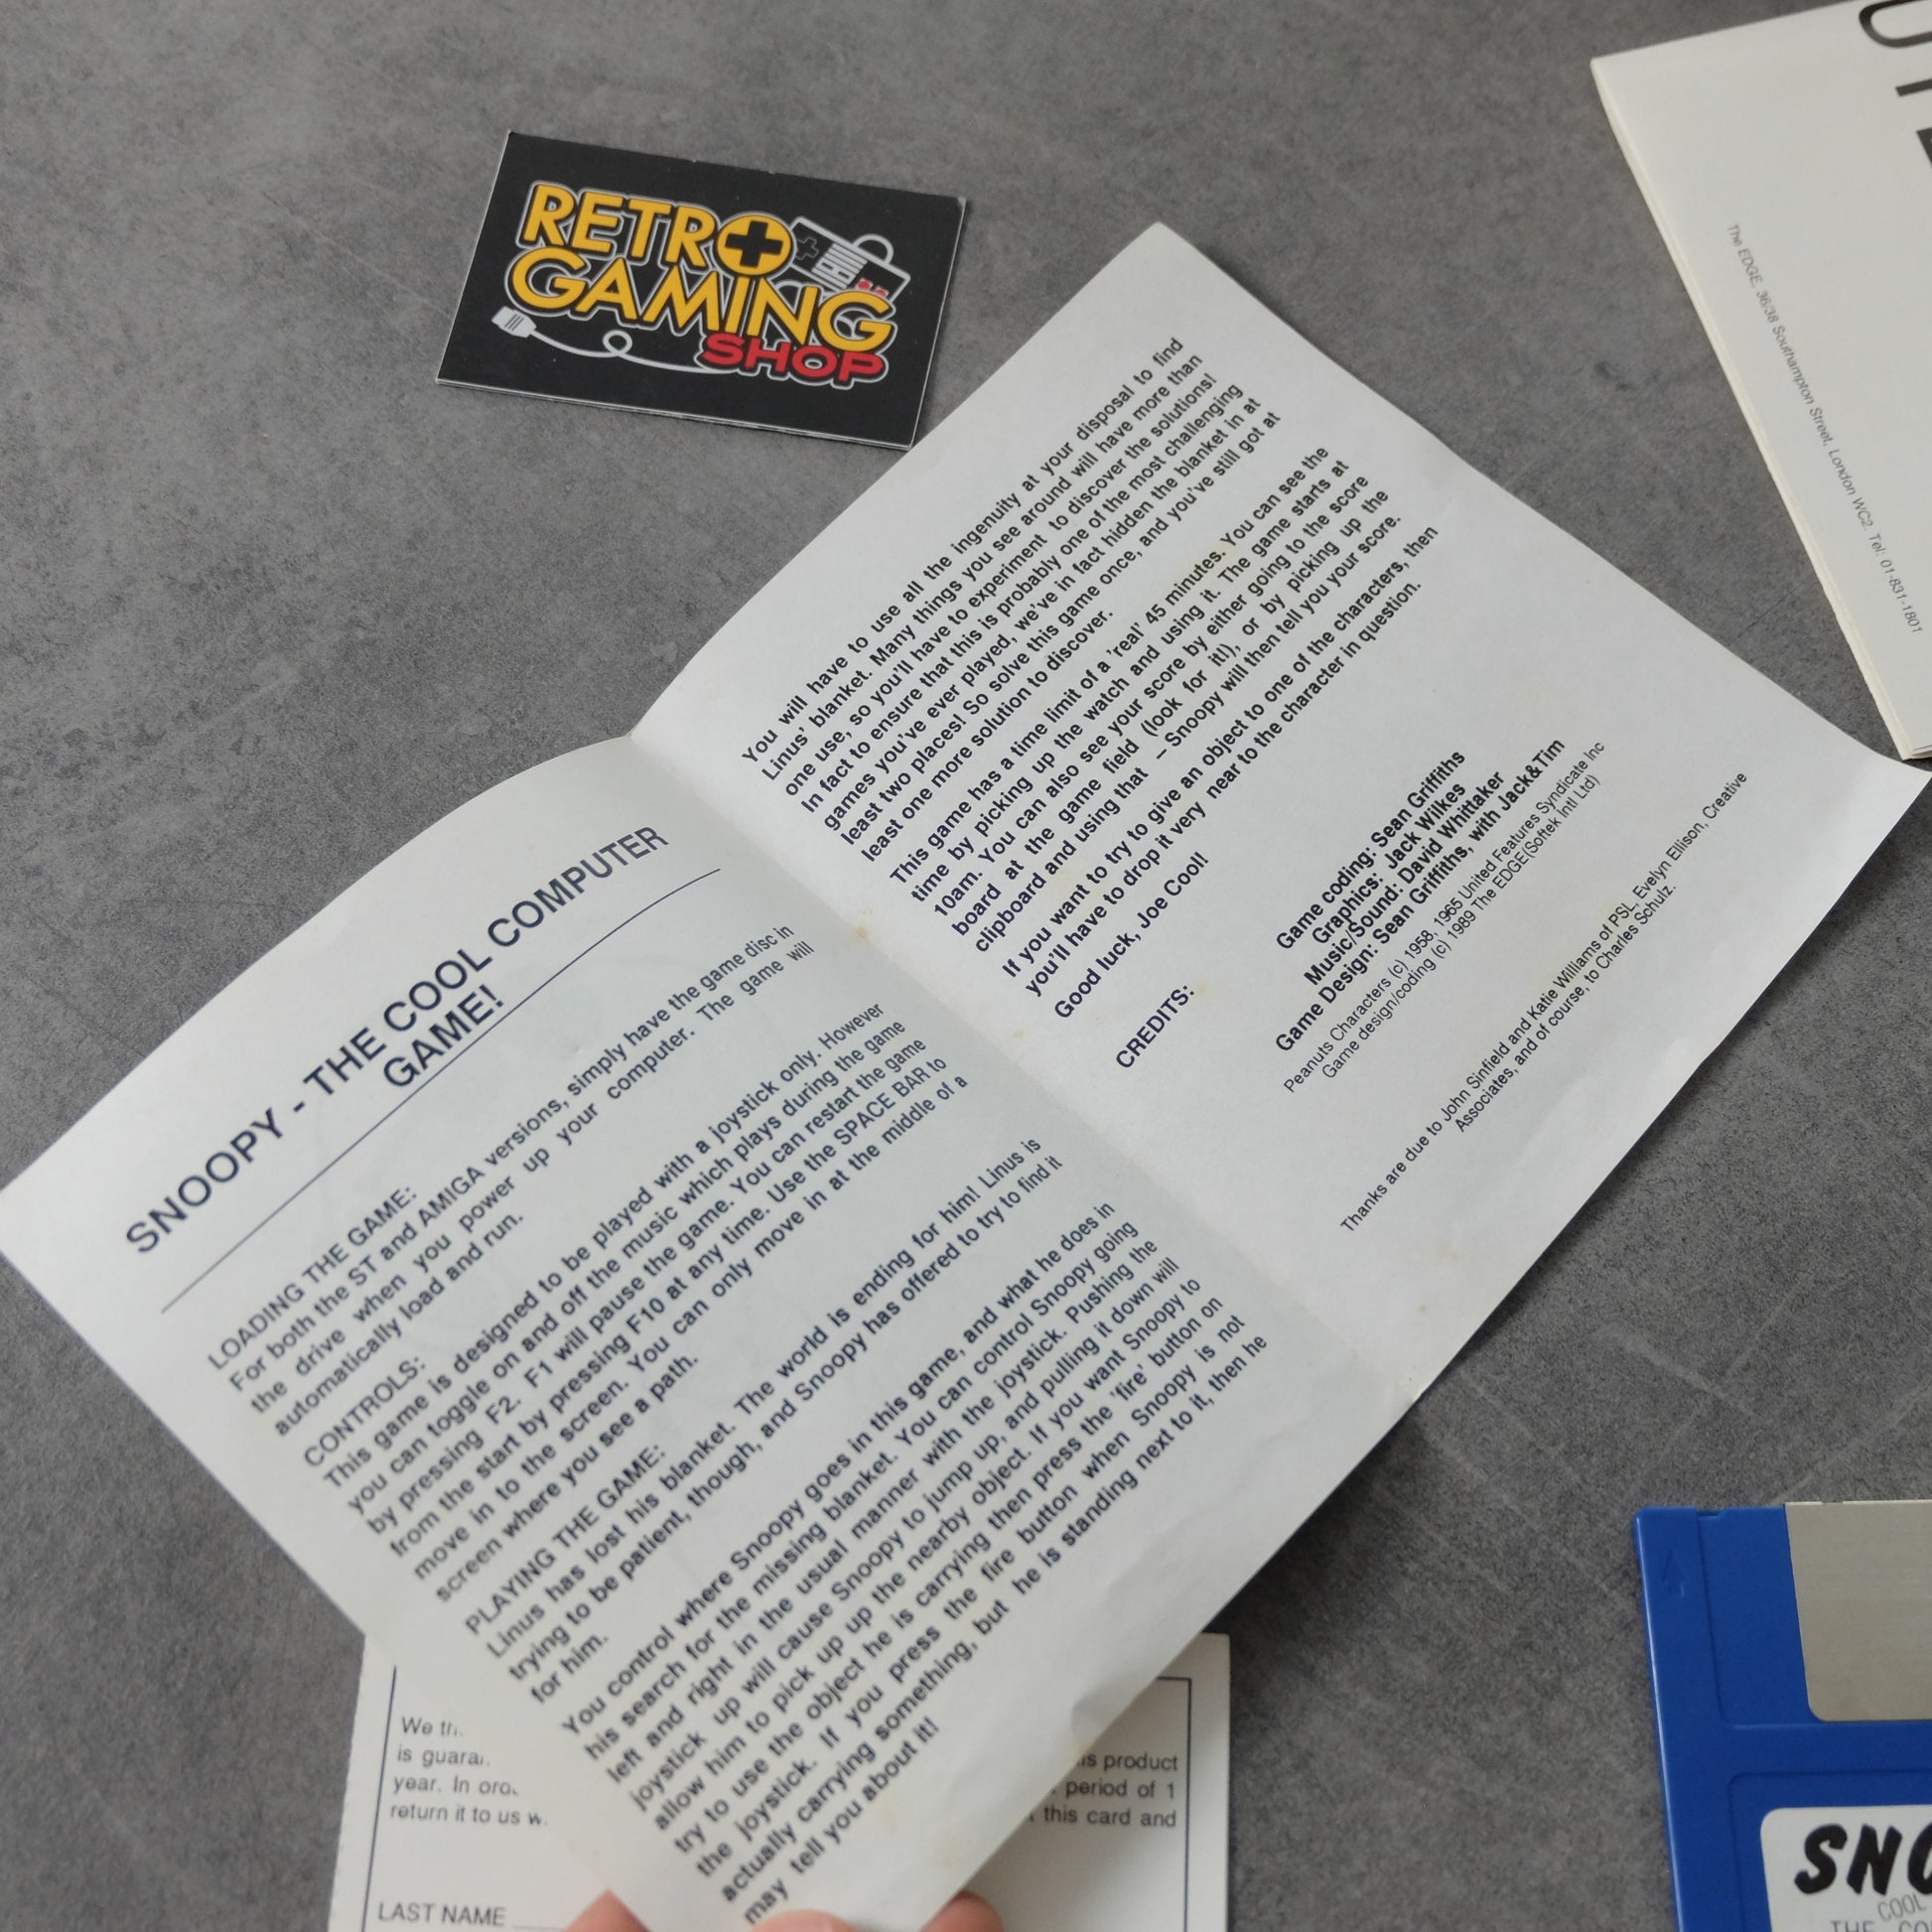 RETRO
GAMING
SHOP
The EDGE, 36/38 Southampton Street, London WC2. Tel: 01-831-1801
SNOOPY - THE COOL COMPUTER
GAME!
LOADING THE GAME:
For both the ST and AMIGA versions, simply have the game disc in
the drive when you power up your computer. The game will
automatically load and run.
CONTROLS:
This game is designed to be played with a joystick only. However
you can toggle on and off the music which plays during the game
by pressing F2. F1 will pause the game. You can restart the game
from the start by pressing F10 at any time. Use the SPACE BAR to
move in to the screen. You can only move in at the middle of a
screen where you see a path.
PLAYING THE GAME:
Linus has lost his blanket. The world is ending for him! Linus is
trying to be patient, though, and Snoopy has offered to try to find it
for him.
You control where Snoopy goes in this game, and what he does in
his search for the missing blanket. You can control Snoopy going
left and right in the usual manner with the joystick. Pushing the
joystick up will cause Snoopy to jump up, and pulling it down will
allow him to pick up the nearby object. If you want Snoopy to
try to use the object he is carrying then press the 'fire' button on
the joystick. If you press the fire button when Snoopy is not
actually carrying something, but he is standing next to it, then he
may tell you about it!
You will have to use all the ingenuity at your disposal to find
Linus' blanket. Many things you see around will have more than
one use, so you'll have to experiment to discover the solutions!
In fact to ensure that this is probably one of the most challenging
games you've ever played, we've in fact hidden the blanket in at
least two places! So solve this game once, and you've still got at
least one more solution to discover.
This game has a time limit of a 'real' 45 minutes. You can see the
time by picking up the watch and using it. The game starts at
10am. You can also see your score by either going to the score
board at the game field (look for it!), or by picking up the
clipboard and using that – Snoopy will then tell you your score.
If you want to try to give an object to one of the characters, then
you'll have to drop it very near to the character in question.
Good luck, Joe Cool!
CREDITS:
Game coding: Sean Griffiths
Graphics: Jack Wilkes
Music/Sound: David Whittaker
Game Design: Sean Griffiths, with Jack&Tim
Peanuts Characters (c) 1958, 1965 United Features Syndicate Inc
Game design/coding (c) 1989 The EDGE(Softek Intl Ltd)
Thanks are due to John Sinfield and Katie Williams of PSL, Evelyn Ellison, Creative
Associates, and of course, to Charles Schulz.
We
is product
year. In period of 1
return it to us this card and
LAST NAME
SNO
COOL
THE